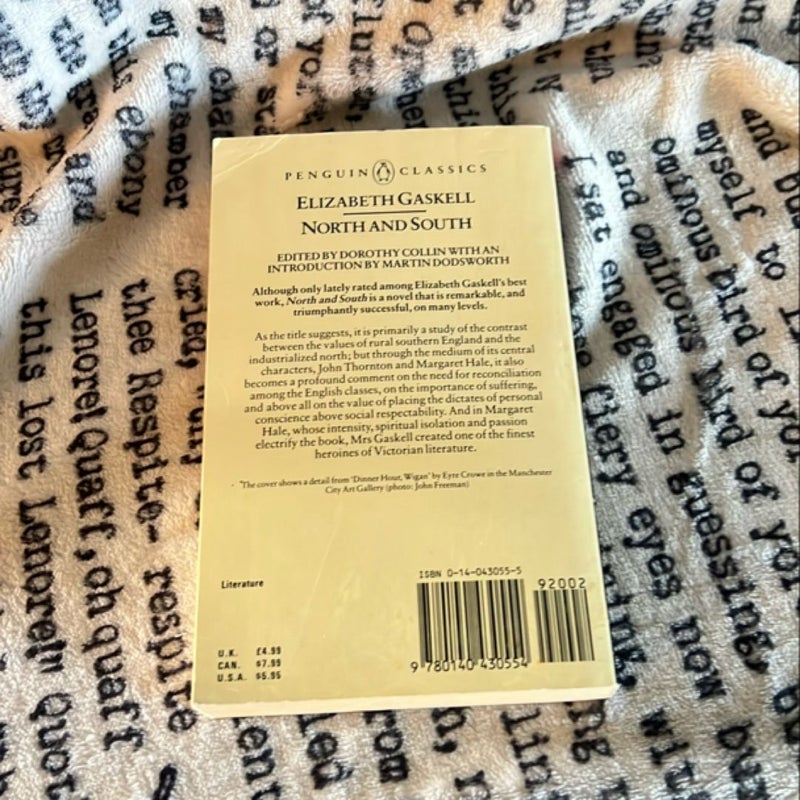 PENGUIN CLASSICS
ELIZABETH GASKELL
NORTH AND SOUTH
EDITED BY DOROTHY COLLIN WITH AN
INTRODUCTION BY MARTIN DODSWORTH
Although only lately rated among Elizabeth Gaskell's best
work, North and South is a novel that is remarkable, and
triumphantly successful, on many levels.
As the title suggests, it is primarily a study of the contrast
between the values of rural southern England and the
industrialized north; but through the medium of its central
characters, John Thornton and Margaret Hale, it also
becomes a profound comment on the need for reconciliation
among the English classes, on the importance of suffering,
and above all on the value of placing the dictates of personal
conscience above social respectability. And in Margaret
Hale, whose intensity, spiritual isolation and passion
electrify the book, Mrs Gaskell created one of the finest
heroines of Victorian literature.
The cover shows a detail from 'Dinner Hour, Wigan' by Eyre Crowe in the Manchester
City Art Gallery (photo: John Freeman)
Literature
ISBN 0-14-043055-5
92002
U.K. £4.99
CAN. $7.99
U.S.A. $5.95
9 780140 430554
this ebony
my chamber
and
sure
thee Respite- respite
Lenore! Quaff, oh quaff
this lost Lenore!" Quot
myself to
ominous bird of yor
and ominous bird of yor
I sat engaged in guessing, bu
fiery eyes now bur